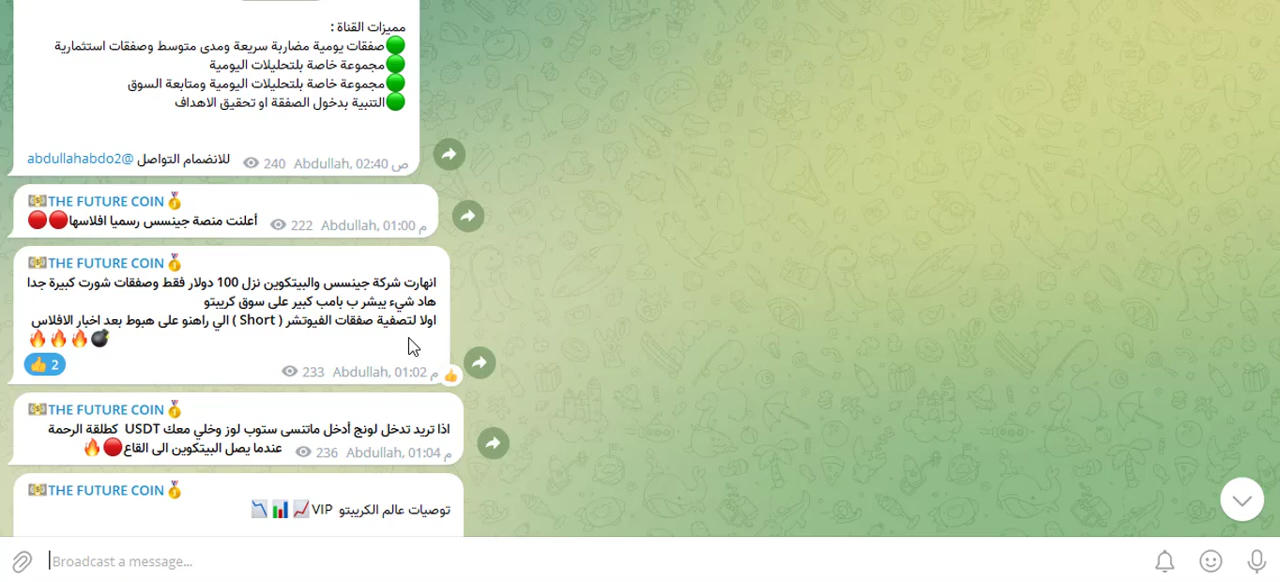 مميزات القناة :
🟢صفقات يومية مضاربة سريعة ومدى متوسط وصفقات استثمارية
🟢مجموعة خاصة بلتحليلات اليومية
🟢مجموعة خاصة بلتحليلات اليومية ومتابعة السوق
🟢التنبية بدخول الصفقة او تحقيق الاهداف
للانضمام التواصل @abdullahabdo2
240 Abdullah, 02:40 ص
💴THE FUTURE COIN🏅
أعلنت منصة جينسس رسميا افلاسها🔴🔴
222 Abdullah, 01:00 م
💴THE FUTURE COIN🏅
انهارت شركة جينسس والبيتكوين نزل 100 دولار فقط وصفقات شورت كبيرة جدا
هاد شيء يبشر ب بامب كبير على سوق كريبتو
اولا لتصفية صفقات الفيوتشر ( Short ) الي راهنو على هبوط بعد اخبار الافلاس
💣🔥🔥🔥
👍 2
233 Abdullah, 01:02 م
💴THE FUTURE COIN🏅
اذا تريد تدخل لونج أدخل ماتنسى ستوب لوز وخلي معك USDT كطلقة الرحمة
عندما يصل البيتكوين الى القاع🔴🔥
236 Abdullah, 01:04 م
💴THE FUTURE COIN🏅
توصيات عالم الكريبتو VIP 📈📊📉
Broadcast a message...